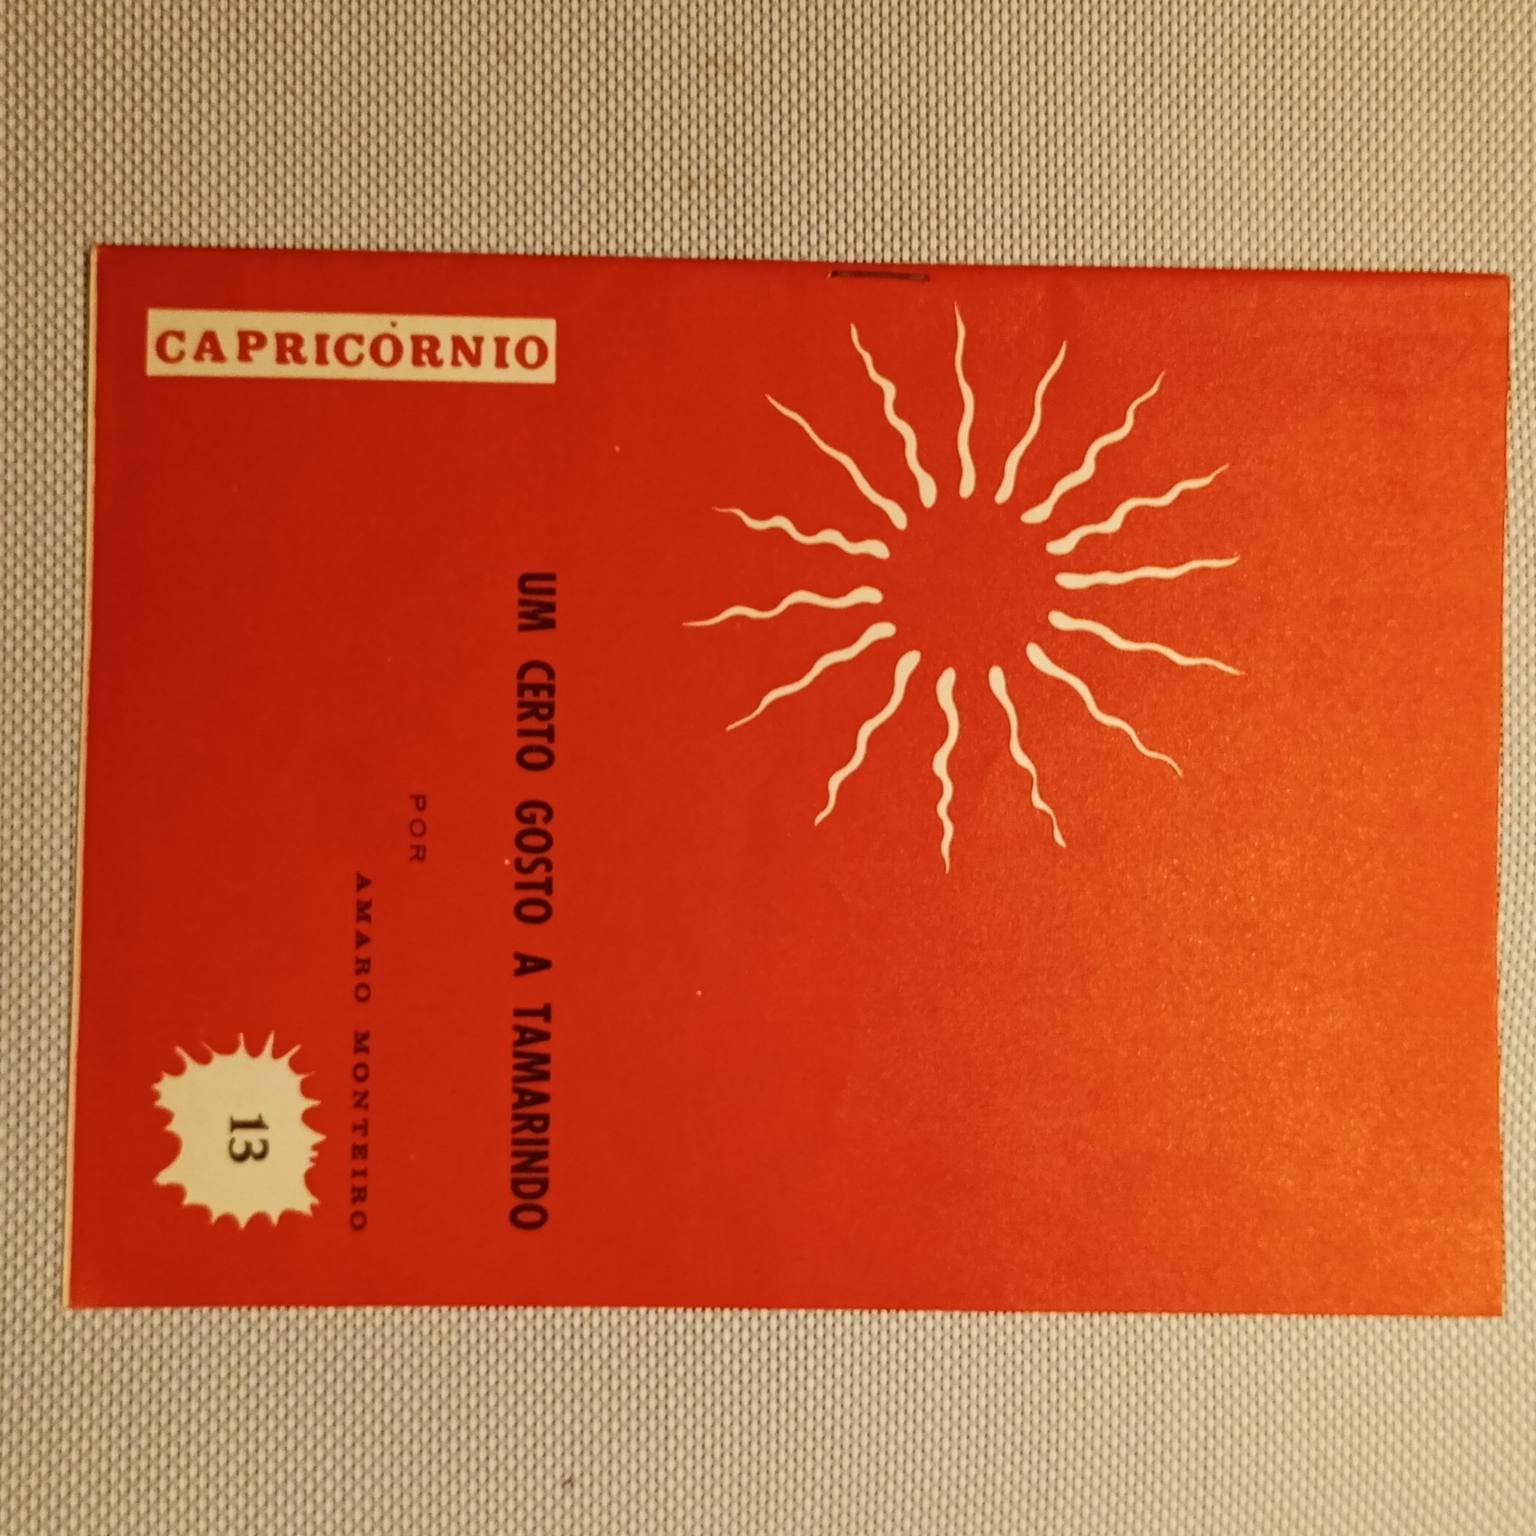 UM CERTO GOSTO A TAMARINDO
POR
AMARO MONTEIRO
13
CAPRICÓRNIO